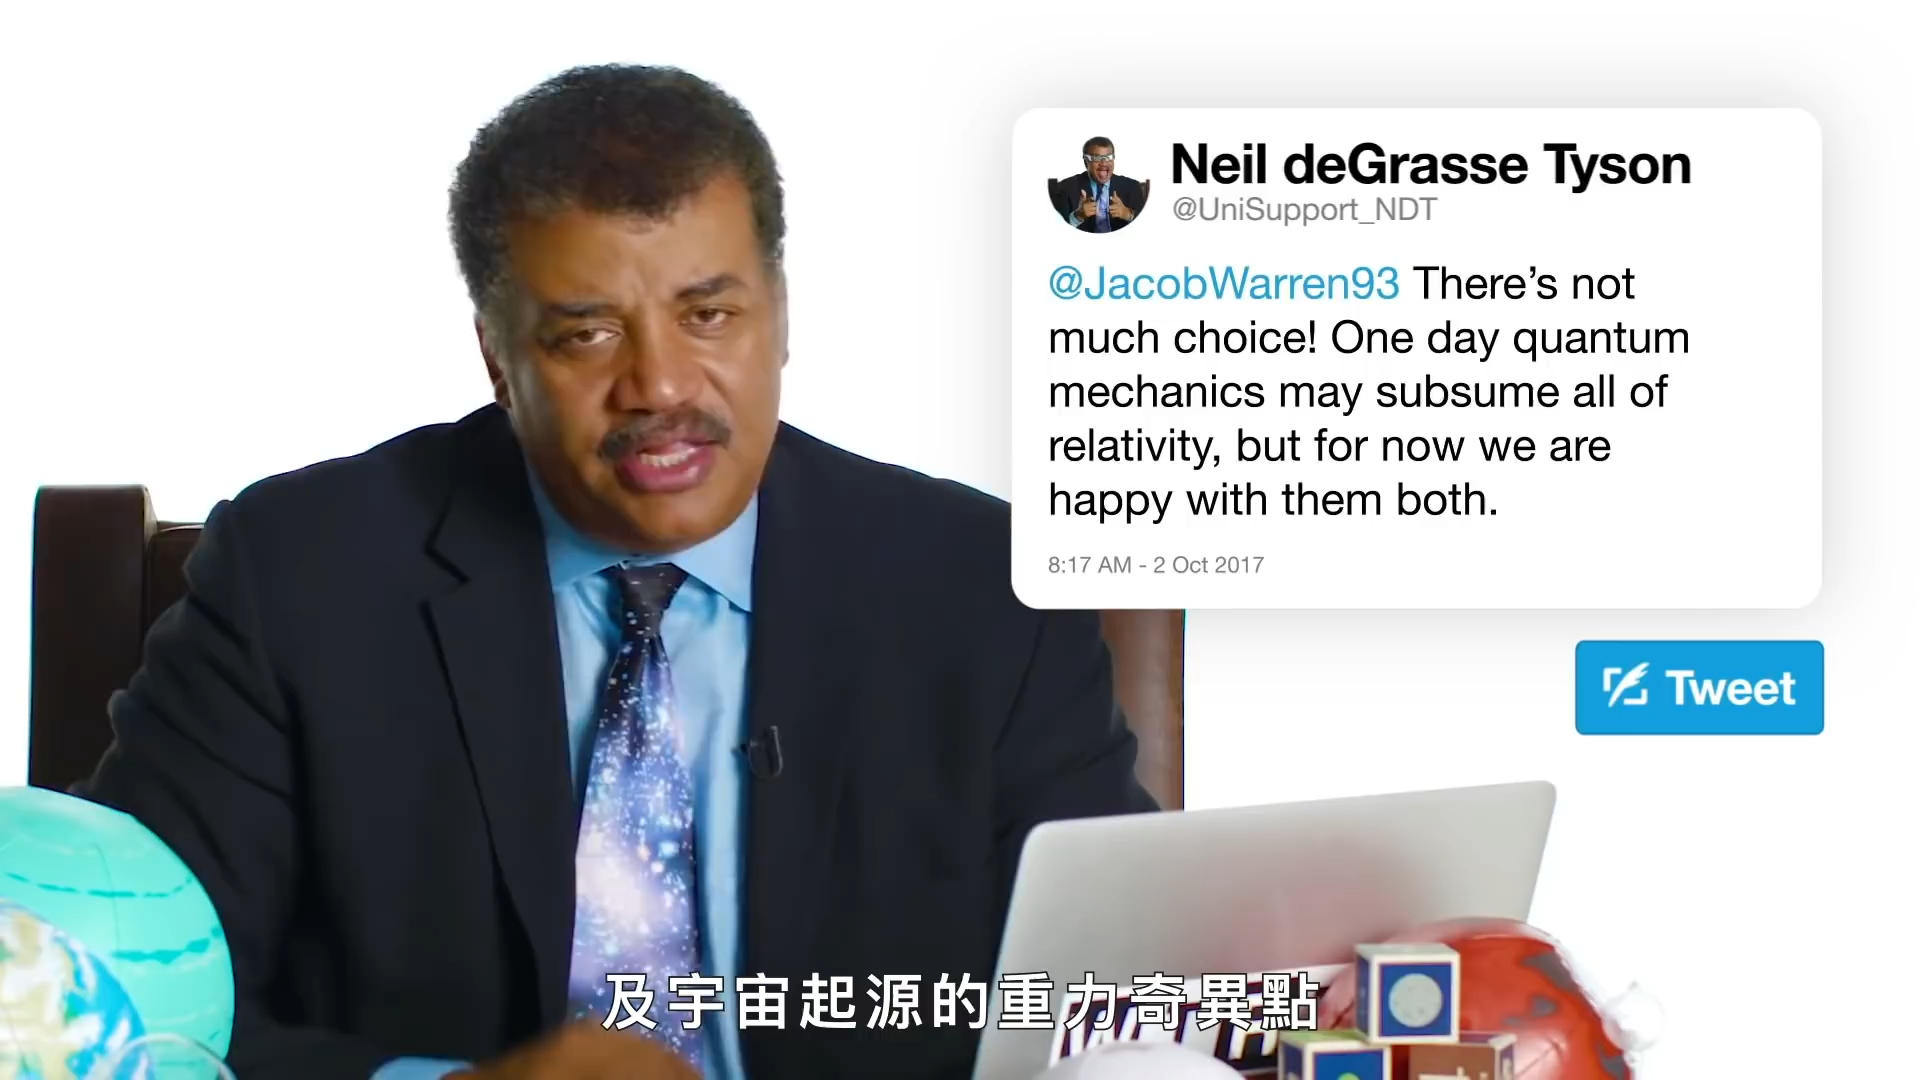 Neil deGrasse Tyson
@UniSupport_NDT
@JacobWarren93 There’s not
much choice! One day quantum
mechanics may subsume all of
relativity, but for now we are
happy with them both.
8:17 AM - 2 Oct 2017
Tweet
及宇宙起源的重力奇異點